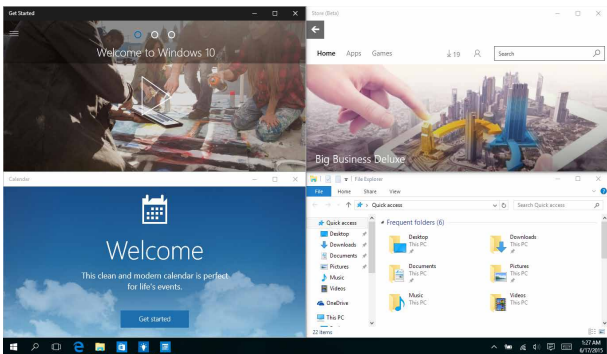 Get Started
Welcome to Windows 10
Store (Beta)
Home Apps Games 19 Search
Big Business Deluxe
Calendar
Welcome
This clean and modern calendar is perfect
for life's events.
Get started
File Explorer
File Home Share View
Quick access Search Quick access
Quick access
Desktop
Downloads
Documents
Pictures
Music
Videos
OneDrive
This PC
Frequent folders (6)
Desktop
This PC
Downloads
This PC
Documents
This PC
Pictures
This PC
Music
This PC
Videos
This PC
22 items
1:27 AM
6/17/2015